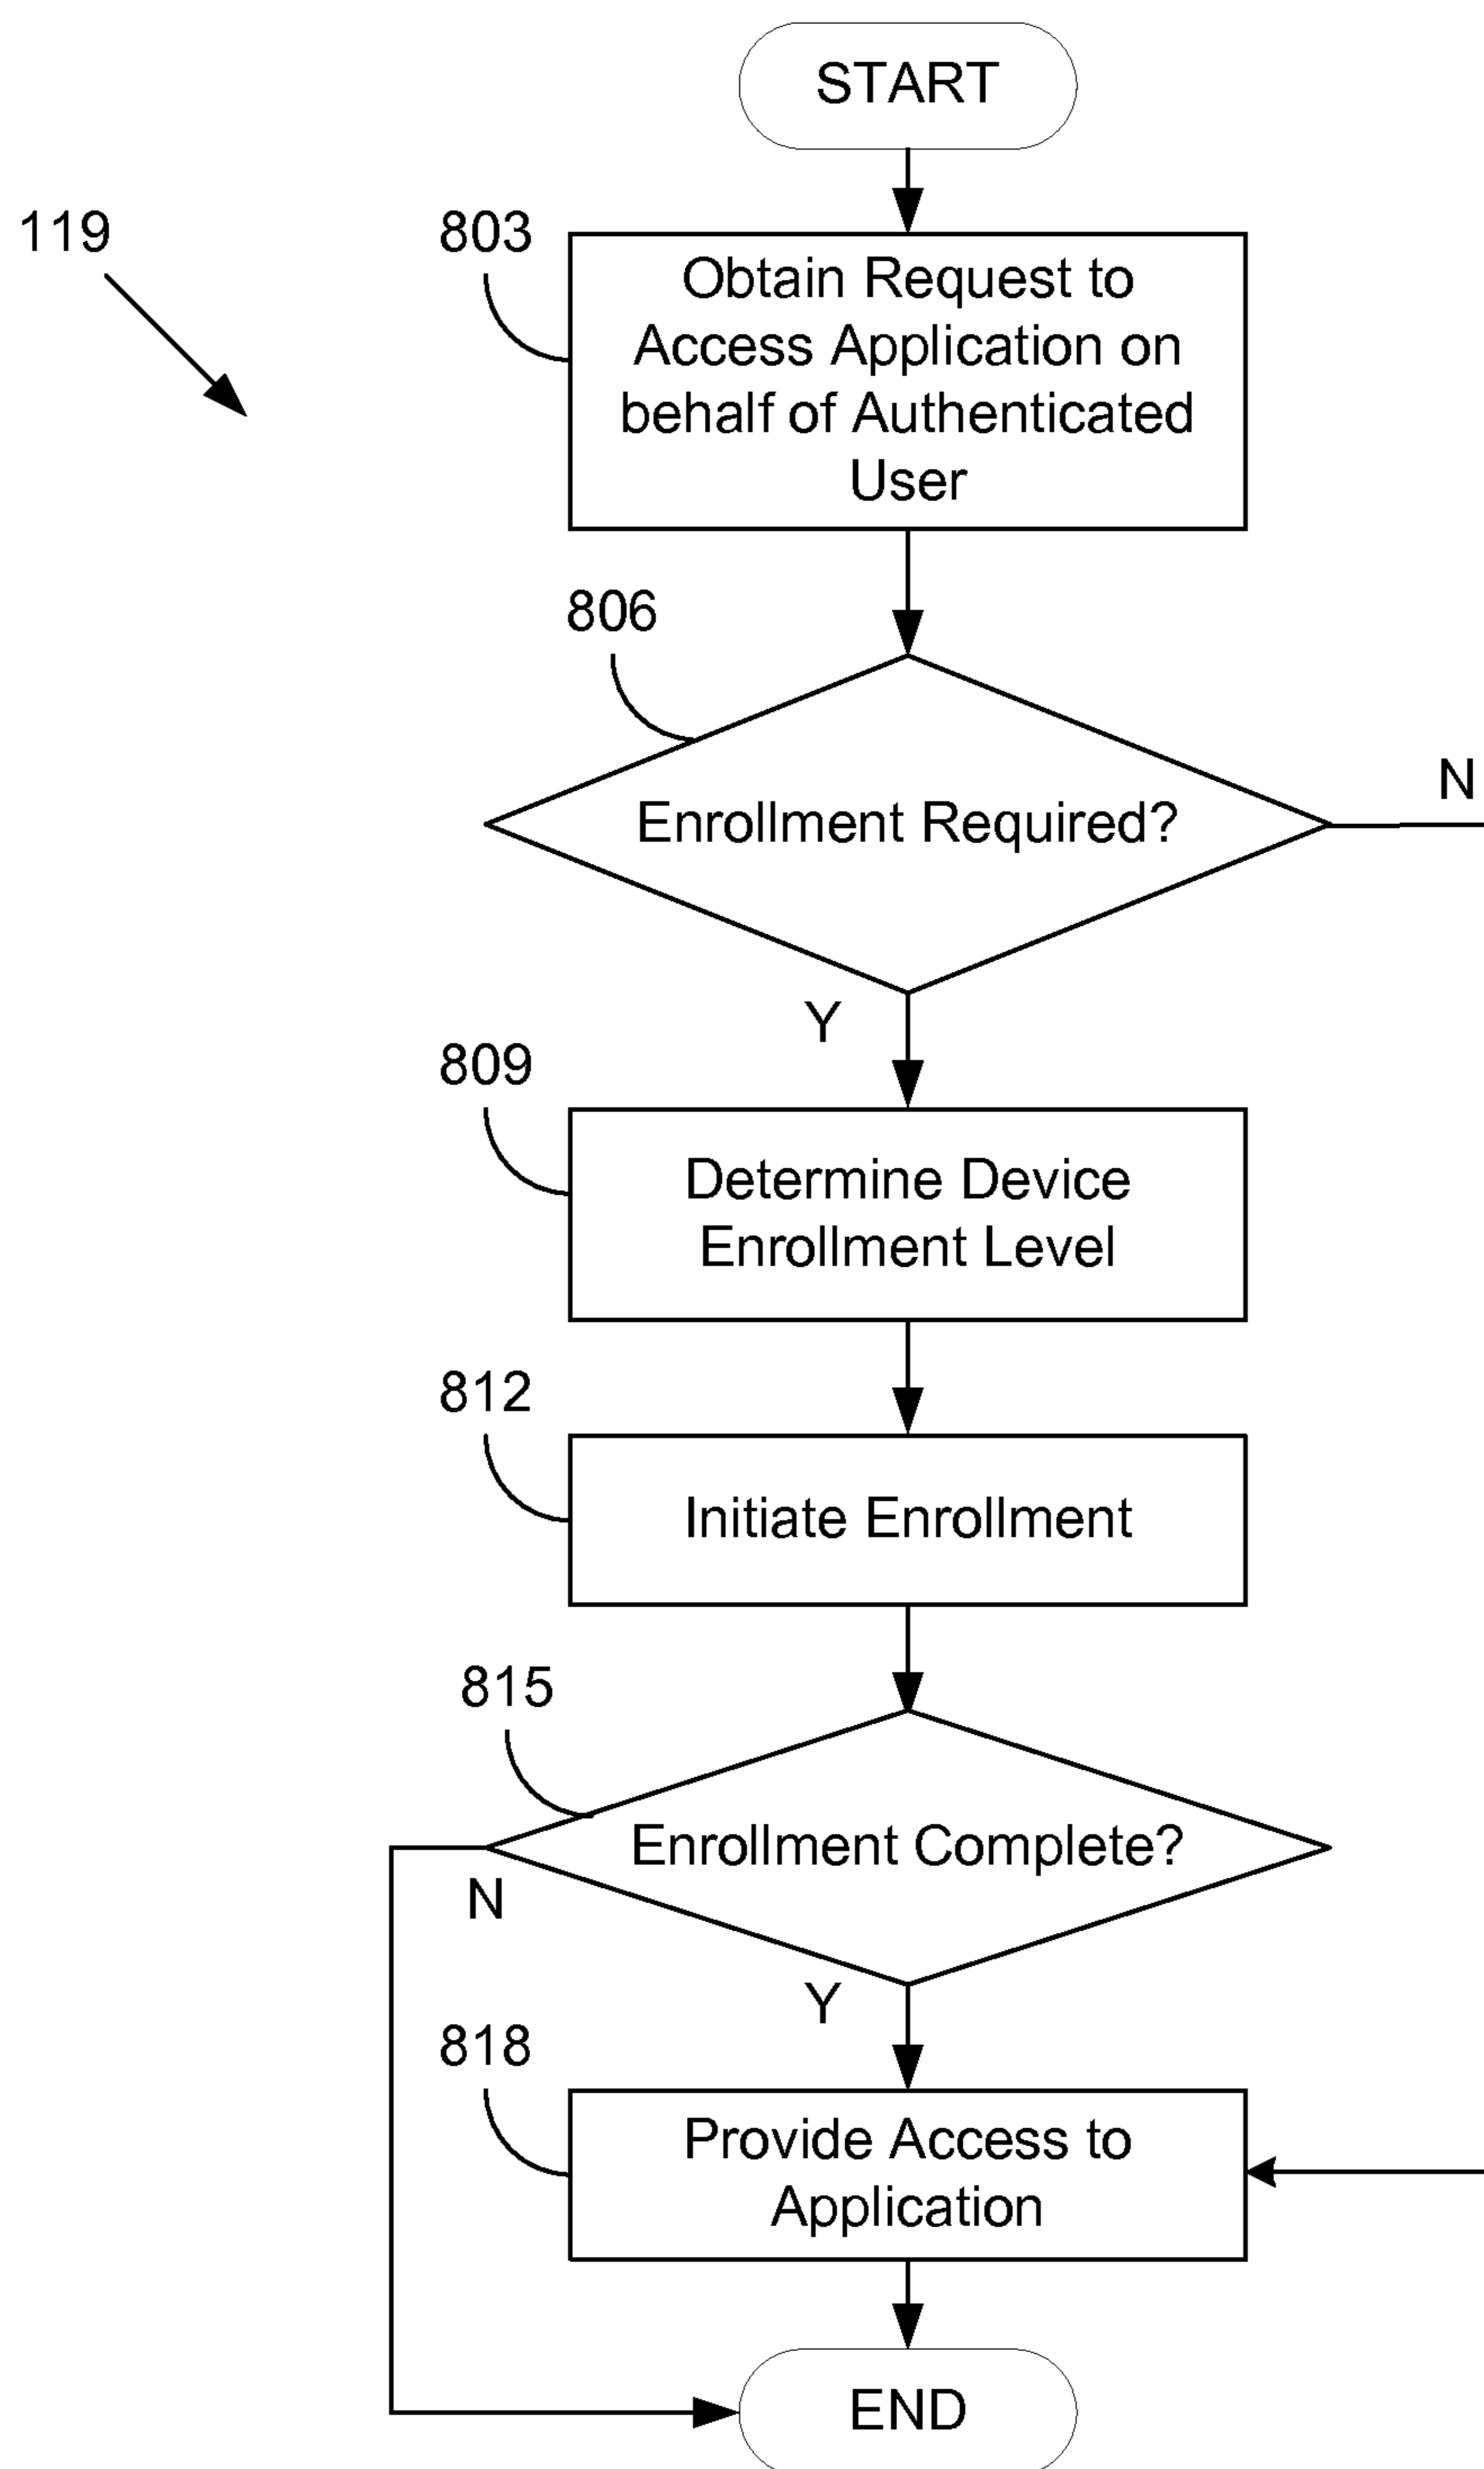 START
119
803
Obtain Request to
Access Application on
behalf of Authenticated
User
806
Enrollment Required?
N
Y
809
Determine Device
Enrollment Level
812
Initiate Enrollment
815
Enrollment Complete?
N
Y
818
Provide Access to
Application
END